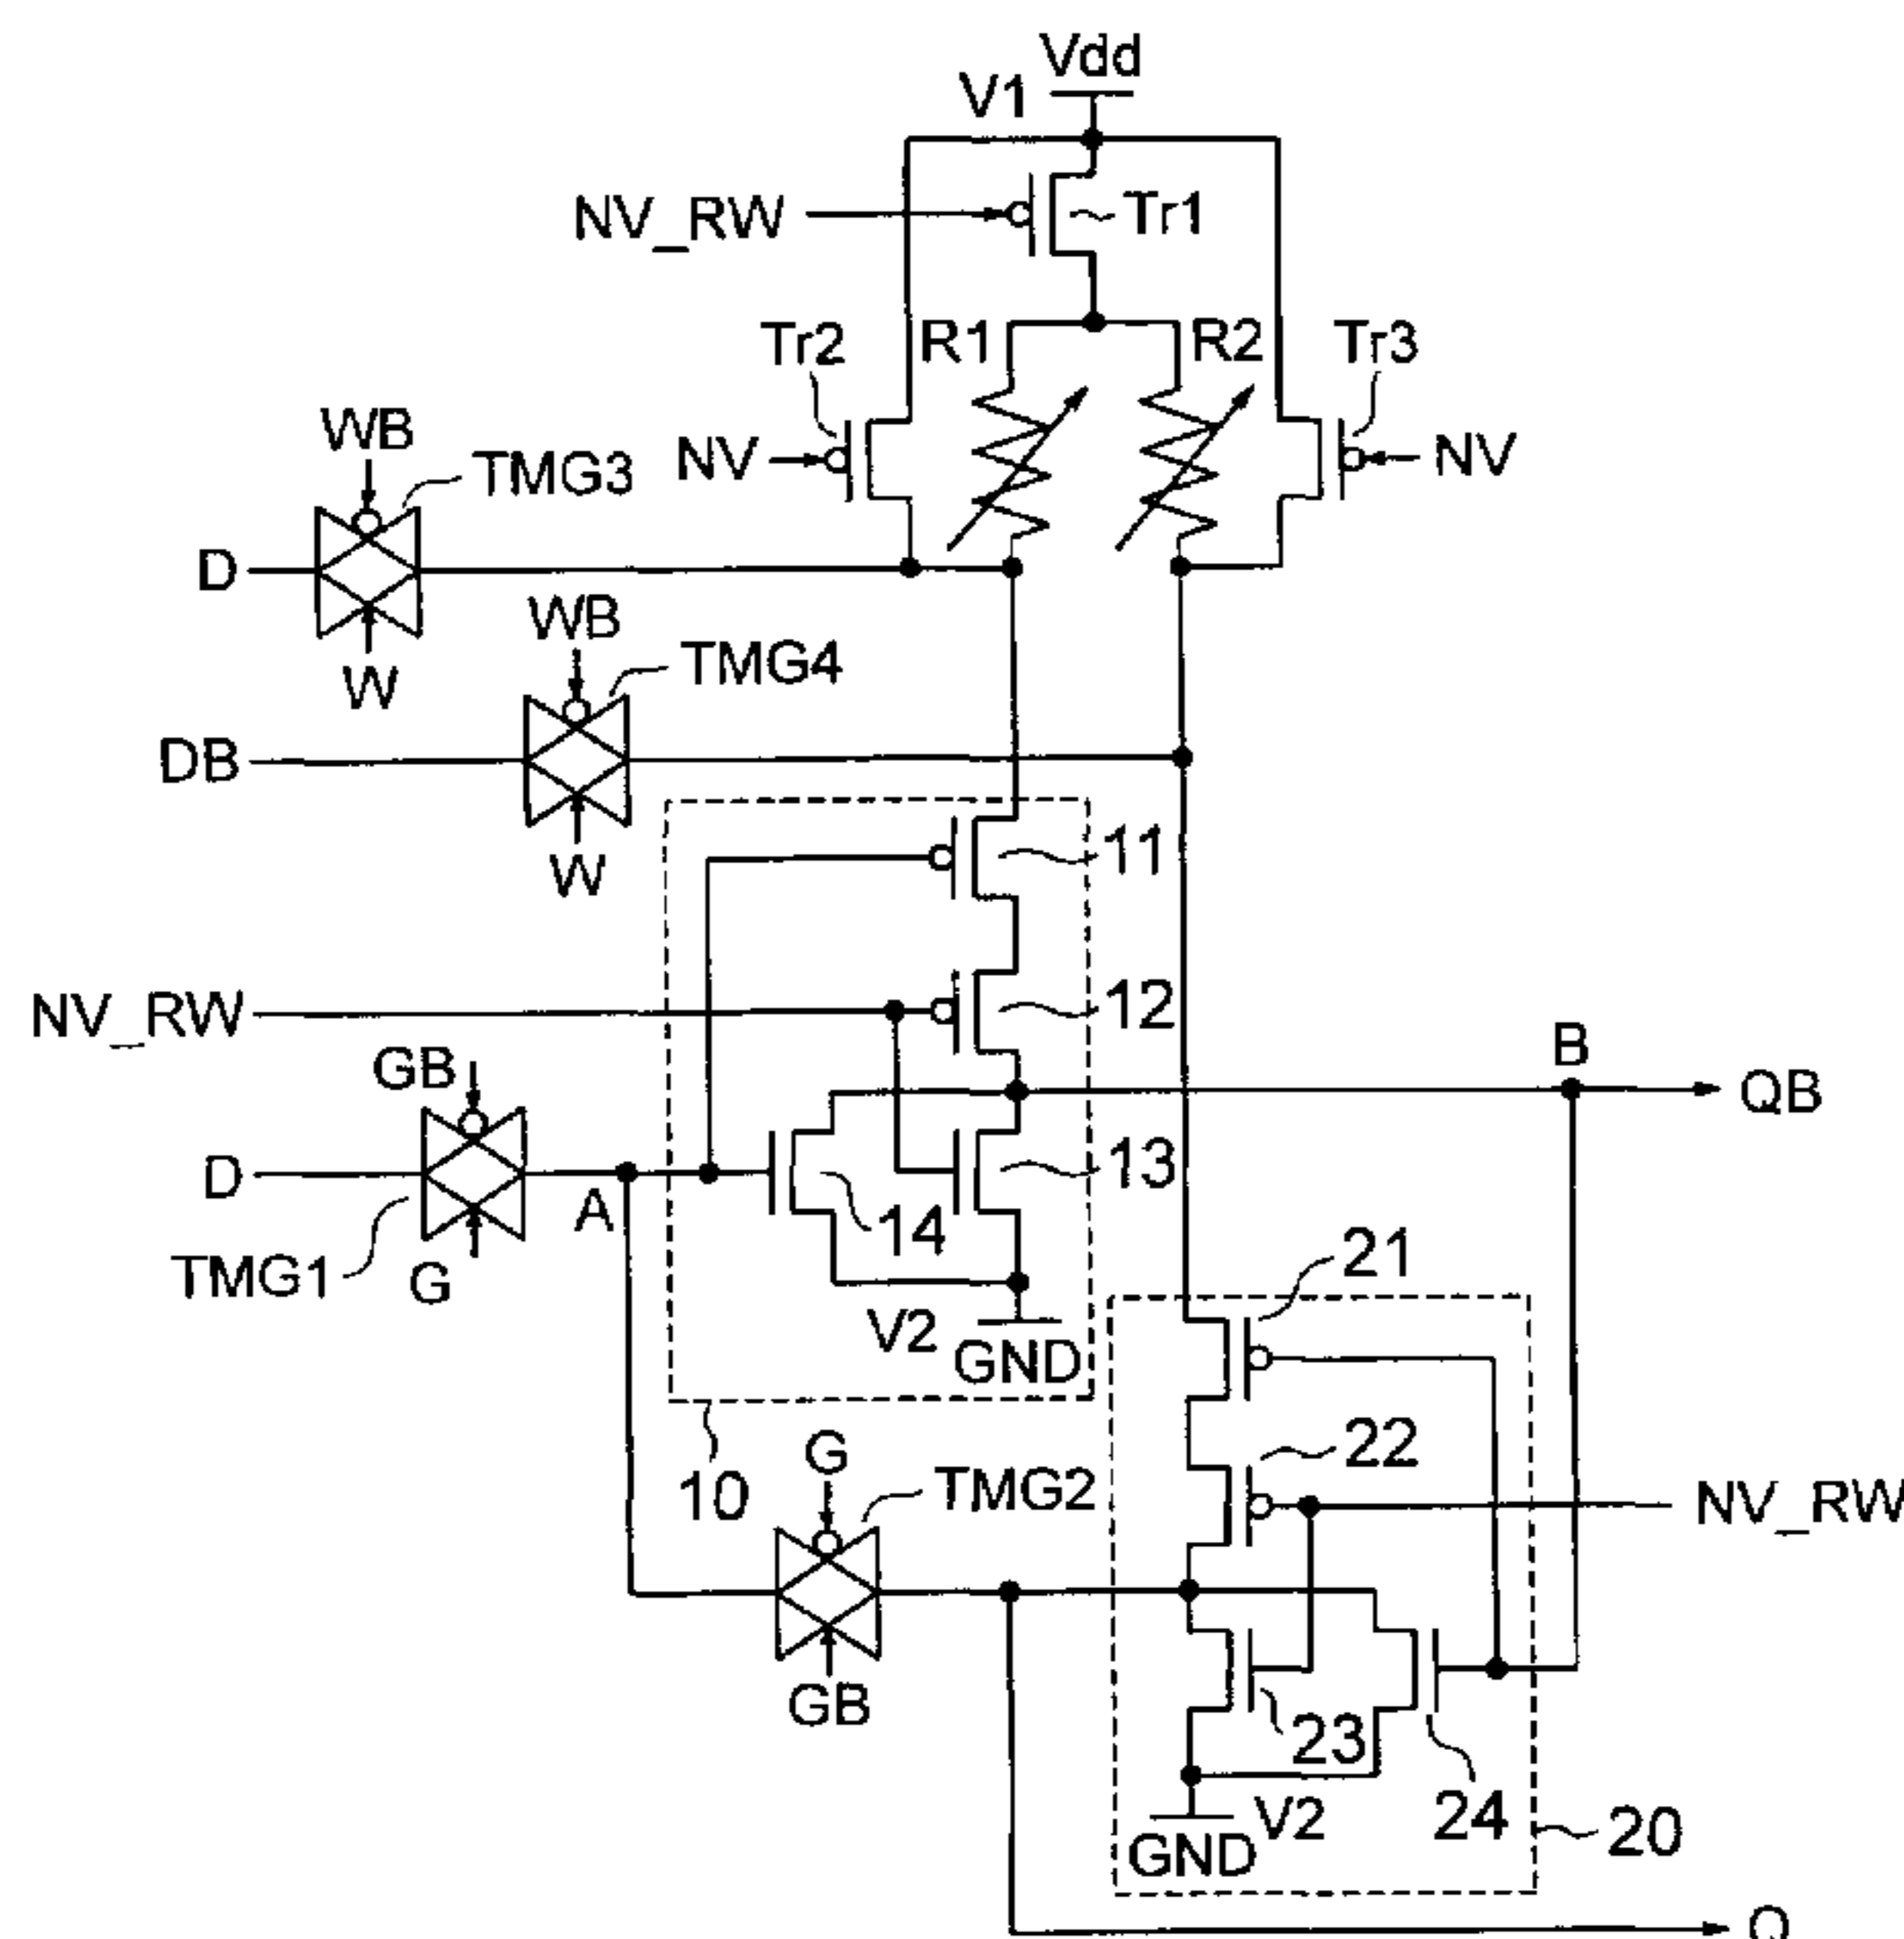 Vdd
V1
NV_RW
Tr1
Tr2
R1
R2
Tr3
WB
TMG3
NV
NV
D
W
WB
TMG4
DB
W
11
NV_RW
12
B
QB
GB
D
A
13
14
TMG1
G
V2
GND
21
10
G
TMG2
22
NV_RW
GB
23
24
V2
GND
20
Q